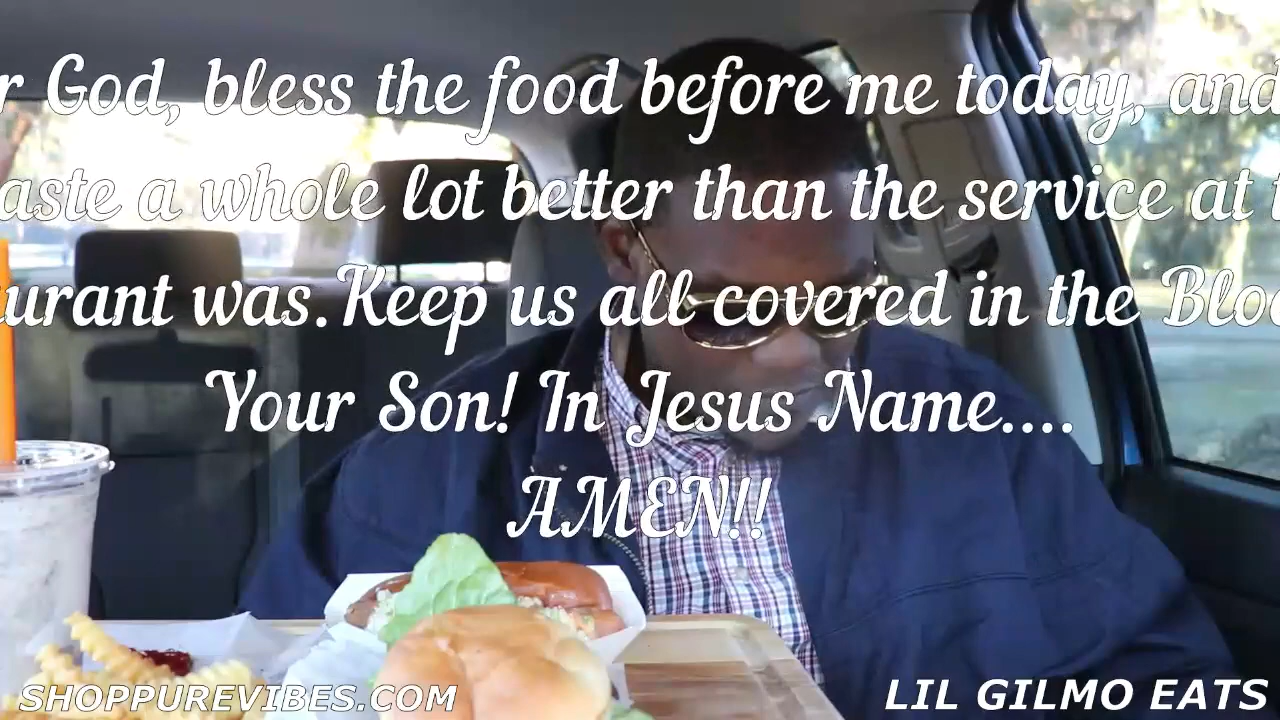 r God, bless the food before me today, and
aste a whole lot better than the service at t
urant was. Keep us all covered in the Bloo
Your Son! In Jesus Name....
AMEN!!
SHOPPUREVIBES.COM
LIL GILMO EATS